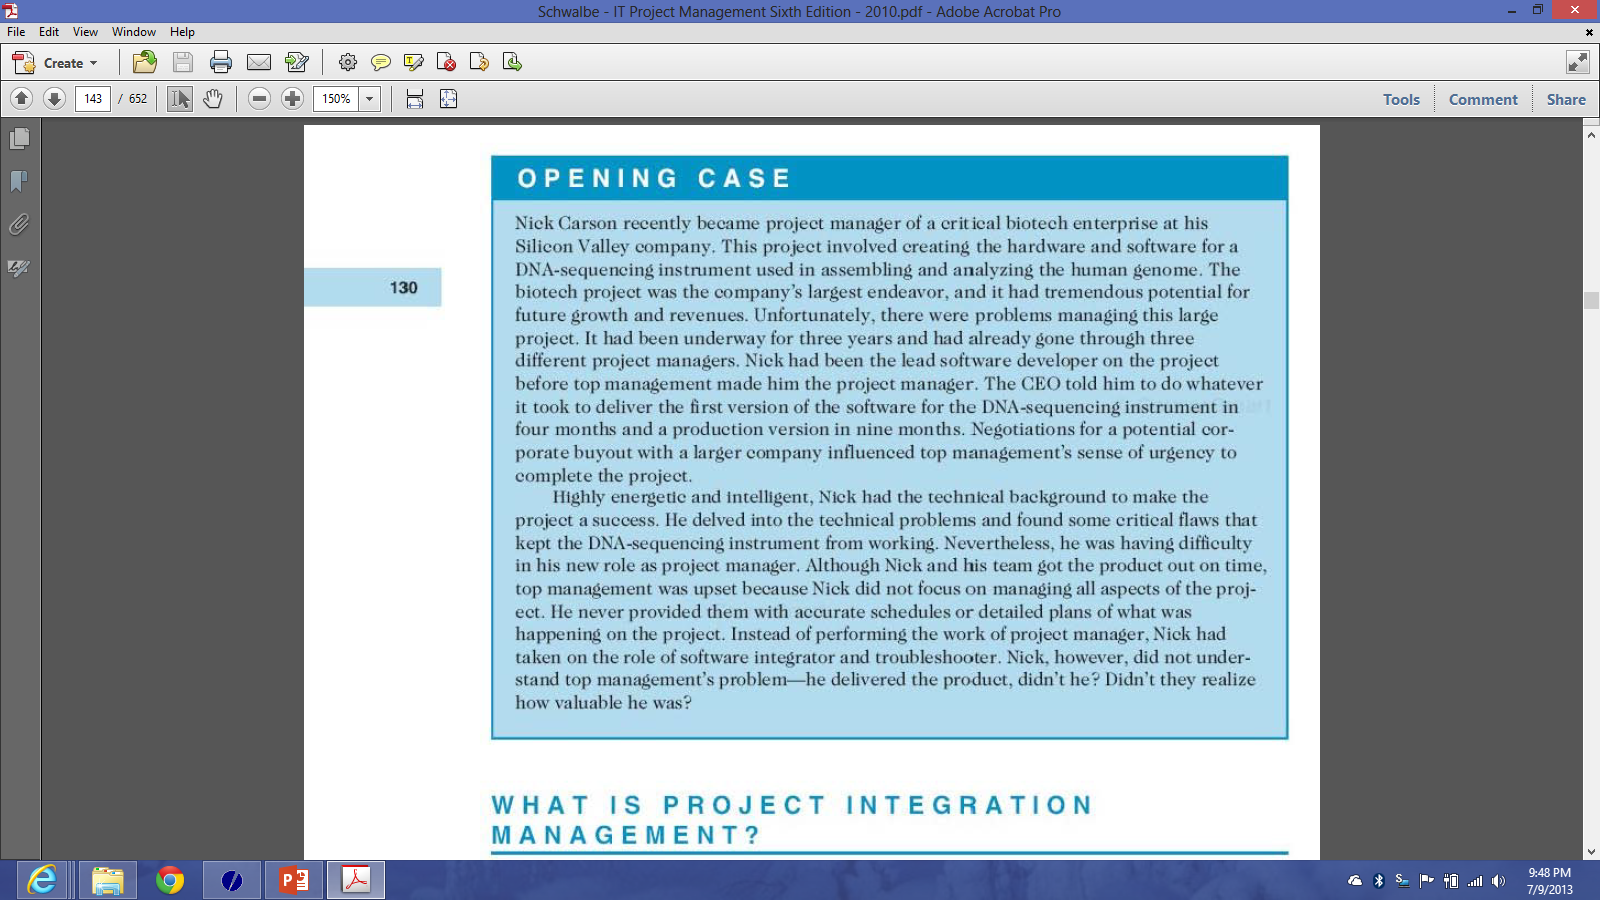 Schwalbe - IT Project Management Sixth Edition - 2010.pdf - Adobe Acrobat Pro
File Edit View Window Help
Create
143 / 652
150%
Tools Comment Share
OPENING CASE
Nick Carson recently became project manager of a critical biotech enterprise at his
Silicon Valley company. This project involved creating the hardware and software for a
DNA-sequencing instrument used in assembling and analyzing the human genome. The
biotech project was the company's largest endeavor, and it had tremendous potential for
130
future growth and revenues. Unfortunately, there were problems managing this large
project. It had been underway for three years and had already gone through three
different project managers. Nick had been the lead software developer on the project
before top management made him the project manager. The CEO told him to do whatever
it took to deliver the first version of the software for the DNA-sequencing instrument in
four months and a production version in nine months. Negotiations for a potential cor-
porate buyout with a larger company influenced top management's sense of urgency to
complete the project.
Highly energetic and intelligent, Nick had the technical background to make the
project a success. He delved into the technical problems and found some critical flaws that
kept the DNA-sequencing instrument from working. Nevertheless, he was having difficulty
in his new role as project manager. Although Nick and his team got the product out on time,
top management was upset because Nick did not focus on managing all aspects of the proj-
ect. He never provided them with accurate schedules or detailed plans of what was
happening on the project. Instead of performing the work of project manager, Nick had
taken on the role of software integrator and troubleshooter. Nick, however, did not under-
stand top management's problem—he delivered the product, didn't he? Didn't they realize
how valuable he was?
WHAT IS PROJECT INTEGRATION
MANAGEMENT?
9:48 PM
7/9/2013